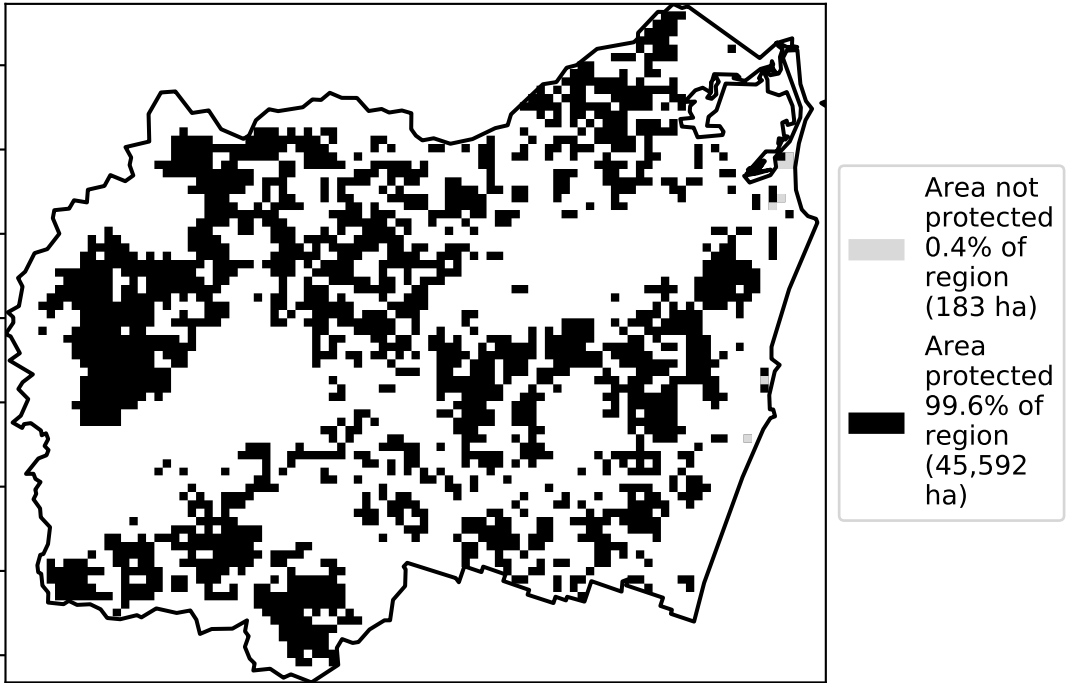 Area not
protected
0.4% of
region
(183 ha)
Area
protected
99.6% of
region
(45,592
ha)